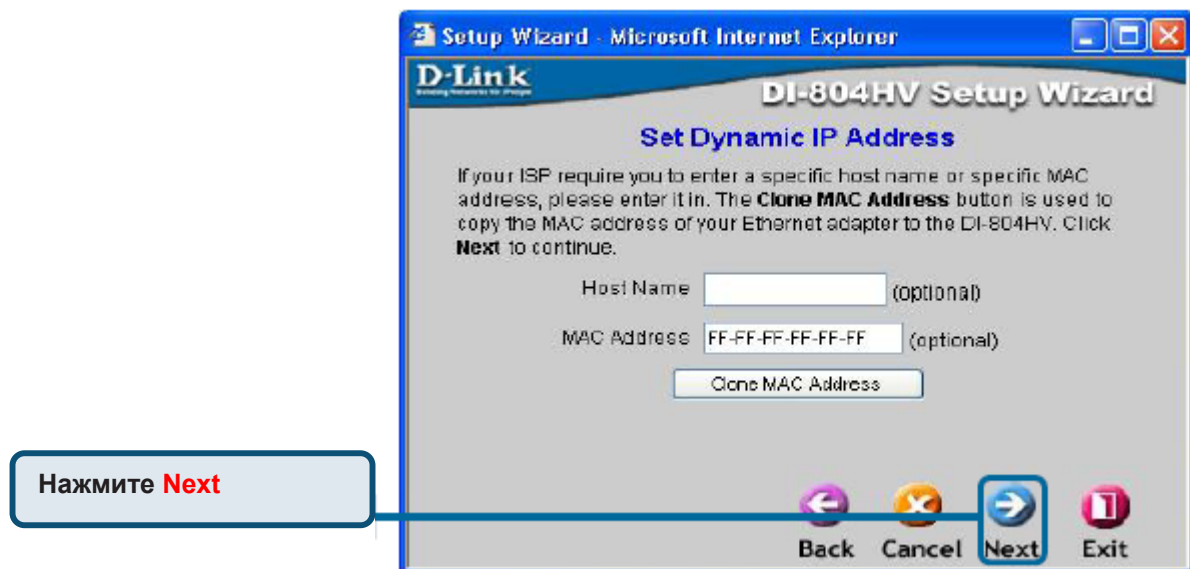 Setup Wizard - Microsoft Internet Explorer
D-Link
Building Networks for People
DI-804HV Setup Wizard
Set Dynamic IP Address
If your ISP require you to enter a specific host name or specific MAC
address, please enter it in. The Clone MAC Address button is used to
copy the MAC address of your Ethernet adapter to the DI-804HV. Click
Next to continue.
Host Name (optional)
MAC Address FF-FF-FF-FF-FF-FF (optional)
Clone MAC Address
Нажмите Next
Back Cancel Next Exit